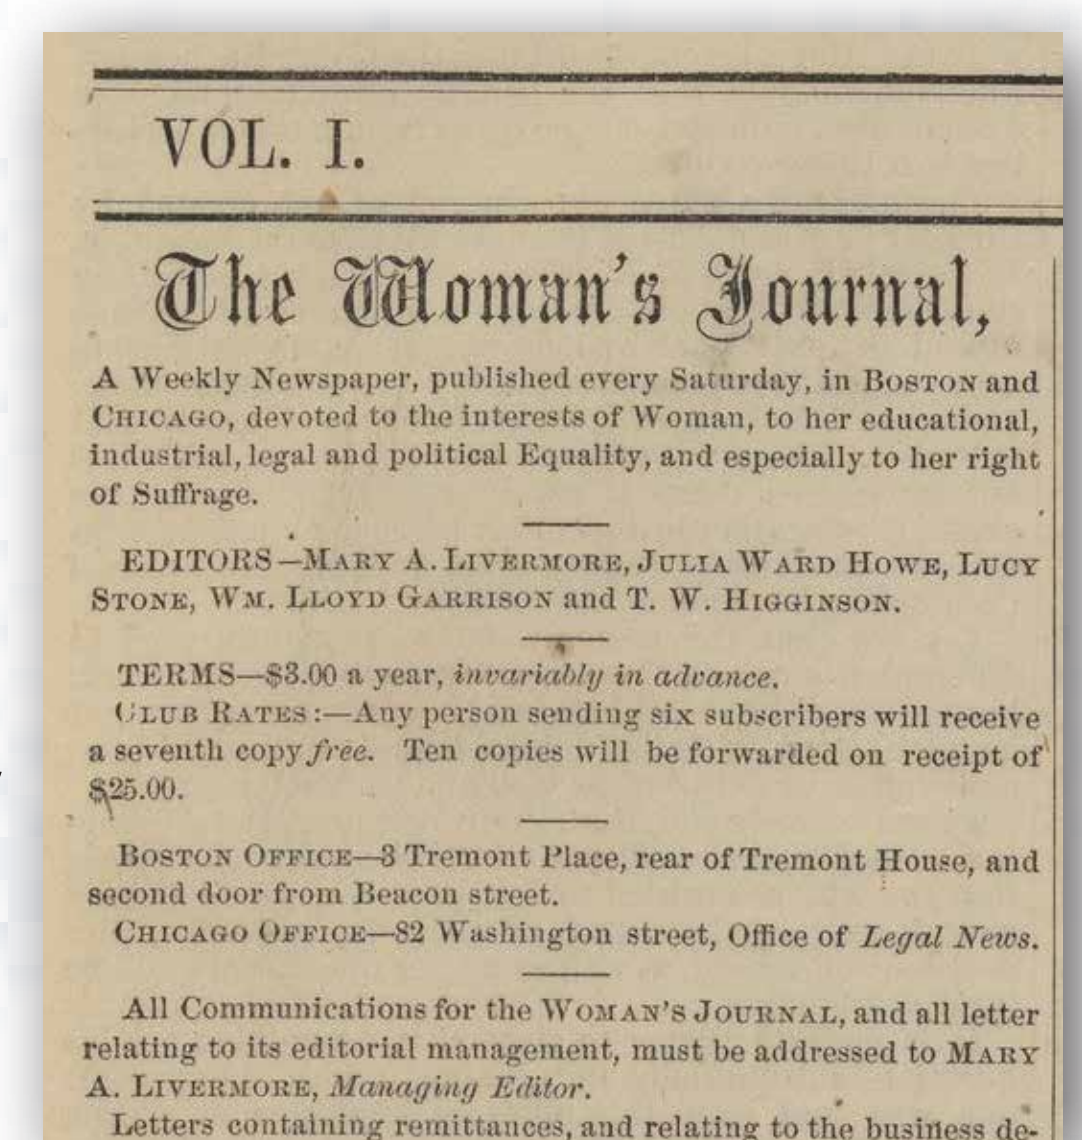 VOL. I.
The Woman's Journal,
A Weekly Newspaper, published every Saturday, in BOSTON and
CHICAGO, devoted to the interests of Woman, to her educational,
industrial, legal and political Equality, and especially to her right
of Suffrage.
EDITORS—MARY A. LIVERMORE, JULIA WARD HOWE, LUCY
STONE, WM. LLOYD GARRISON and T. W. HIGGINSON.
TERMS—$3.00 a year, invariably in advance.
CLUB RATES:—Any person sending six subscribers will receive
a seventh copy free. Ten copies will be forwarded on receipt of
$25.00.
BOSTON OFFICE—3 Tremont Place, rear of Tremont House, and
second door from Beacon street.
CHICAGO OFFICE—82 Washington street, Office of Legal News.
All Communications for the WOMAN'S JOURNAL, and all letter
relating to its editorial management, must be addressed to MARY
A. LIVERMORE, Managing Editor.
Letters containing remittances, and relating to the business de-